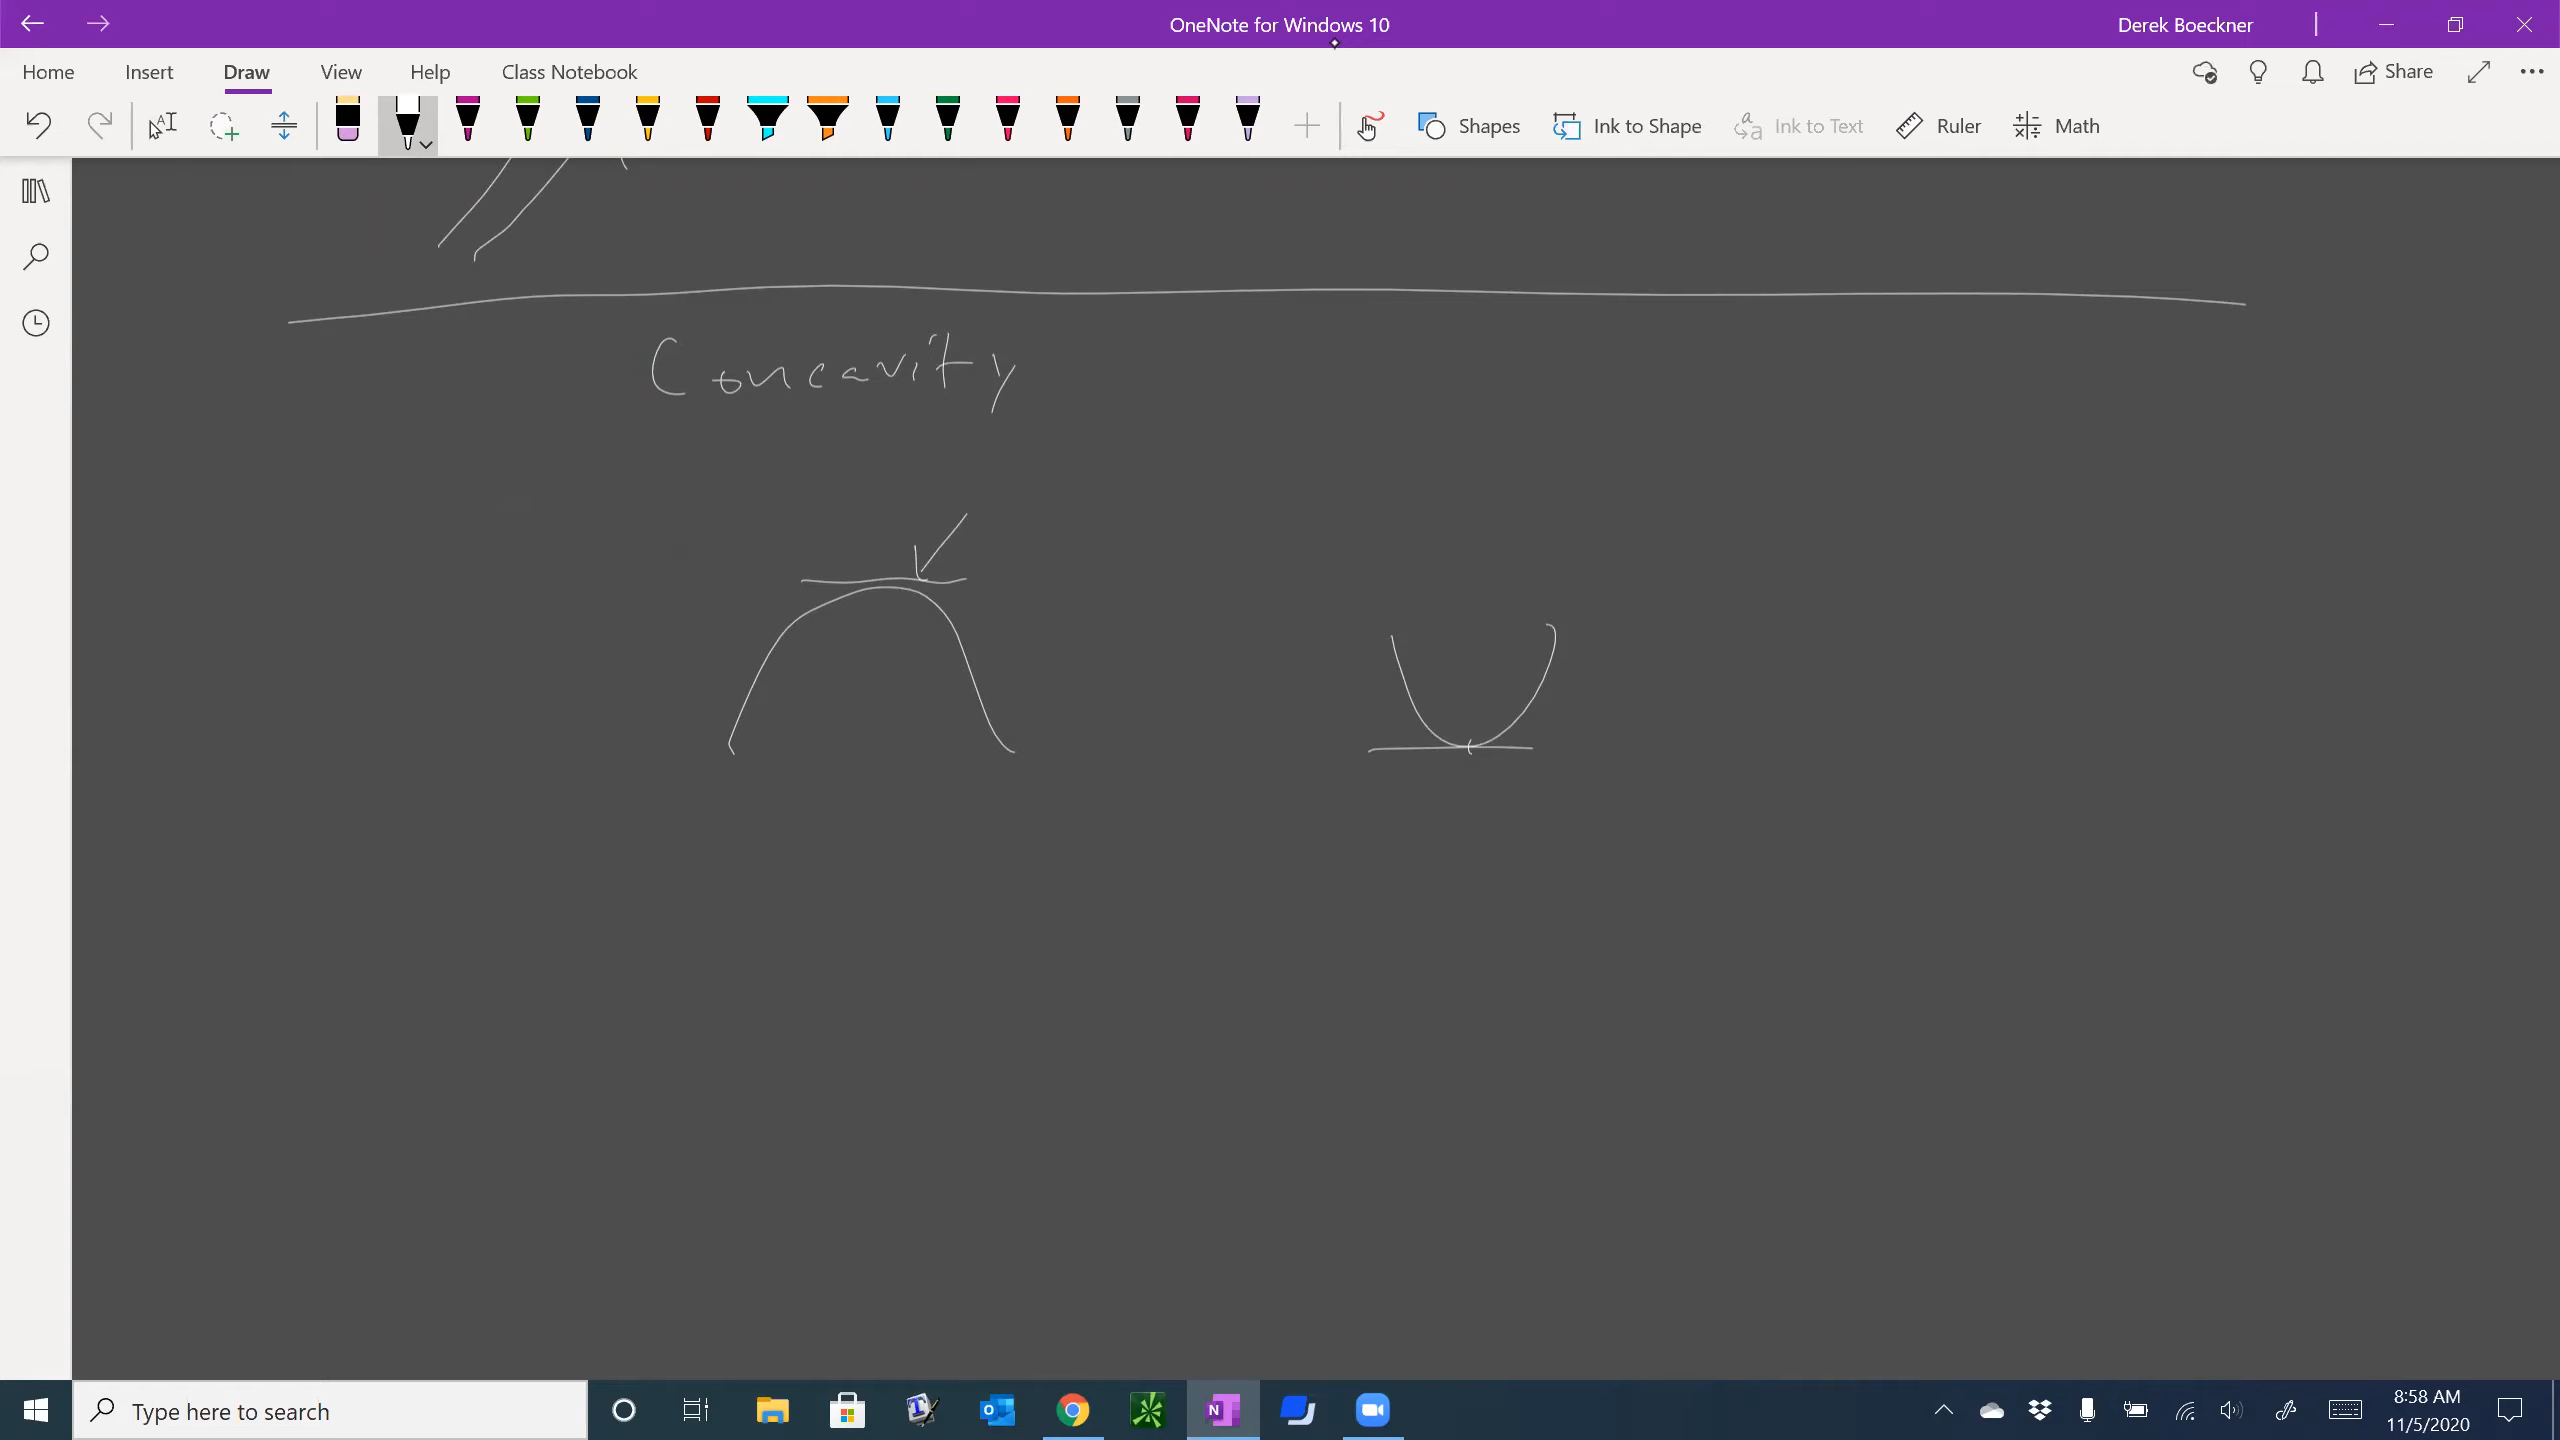 OneNote for Windows 10
Derek Boeckner
Home Insert Draw View Help Class Notebook
Share
Shapes Ink to Shape Ink to Text Ruler Math
Concavity
Type here to search
8:58 AM
11/5/2020